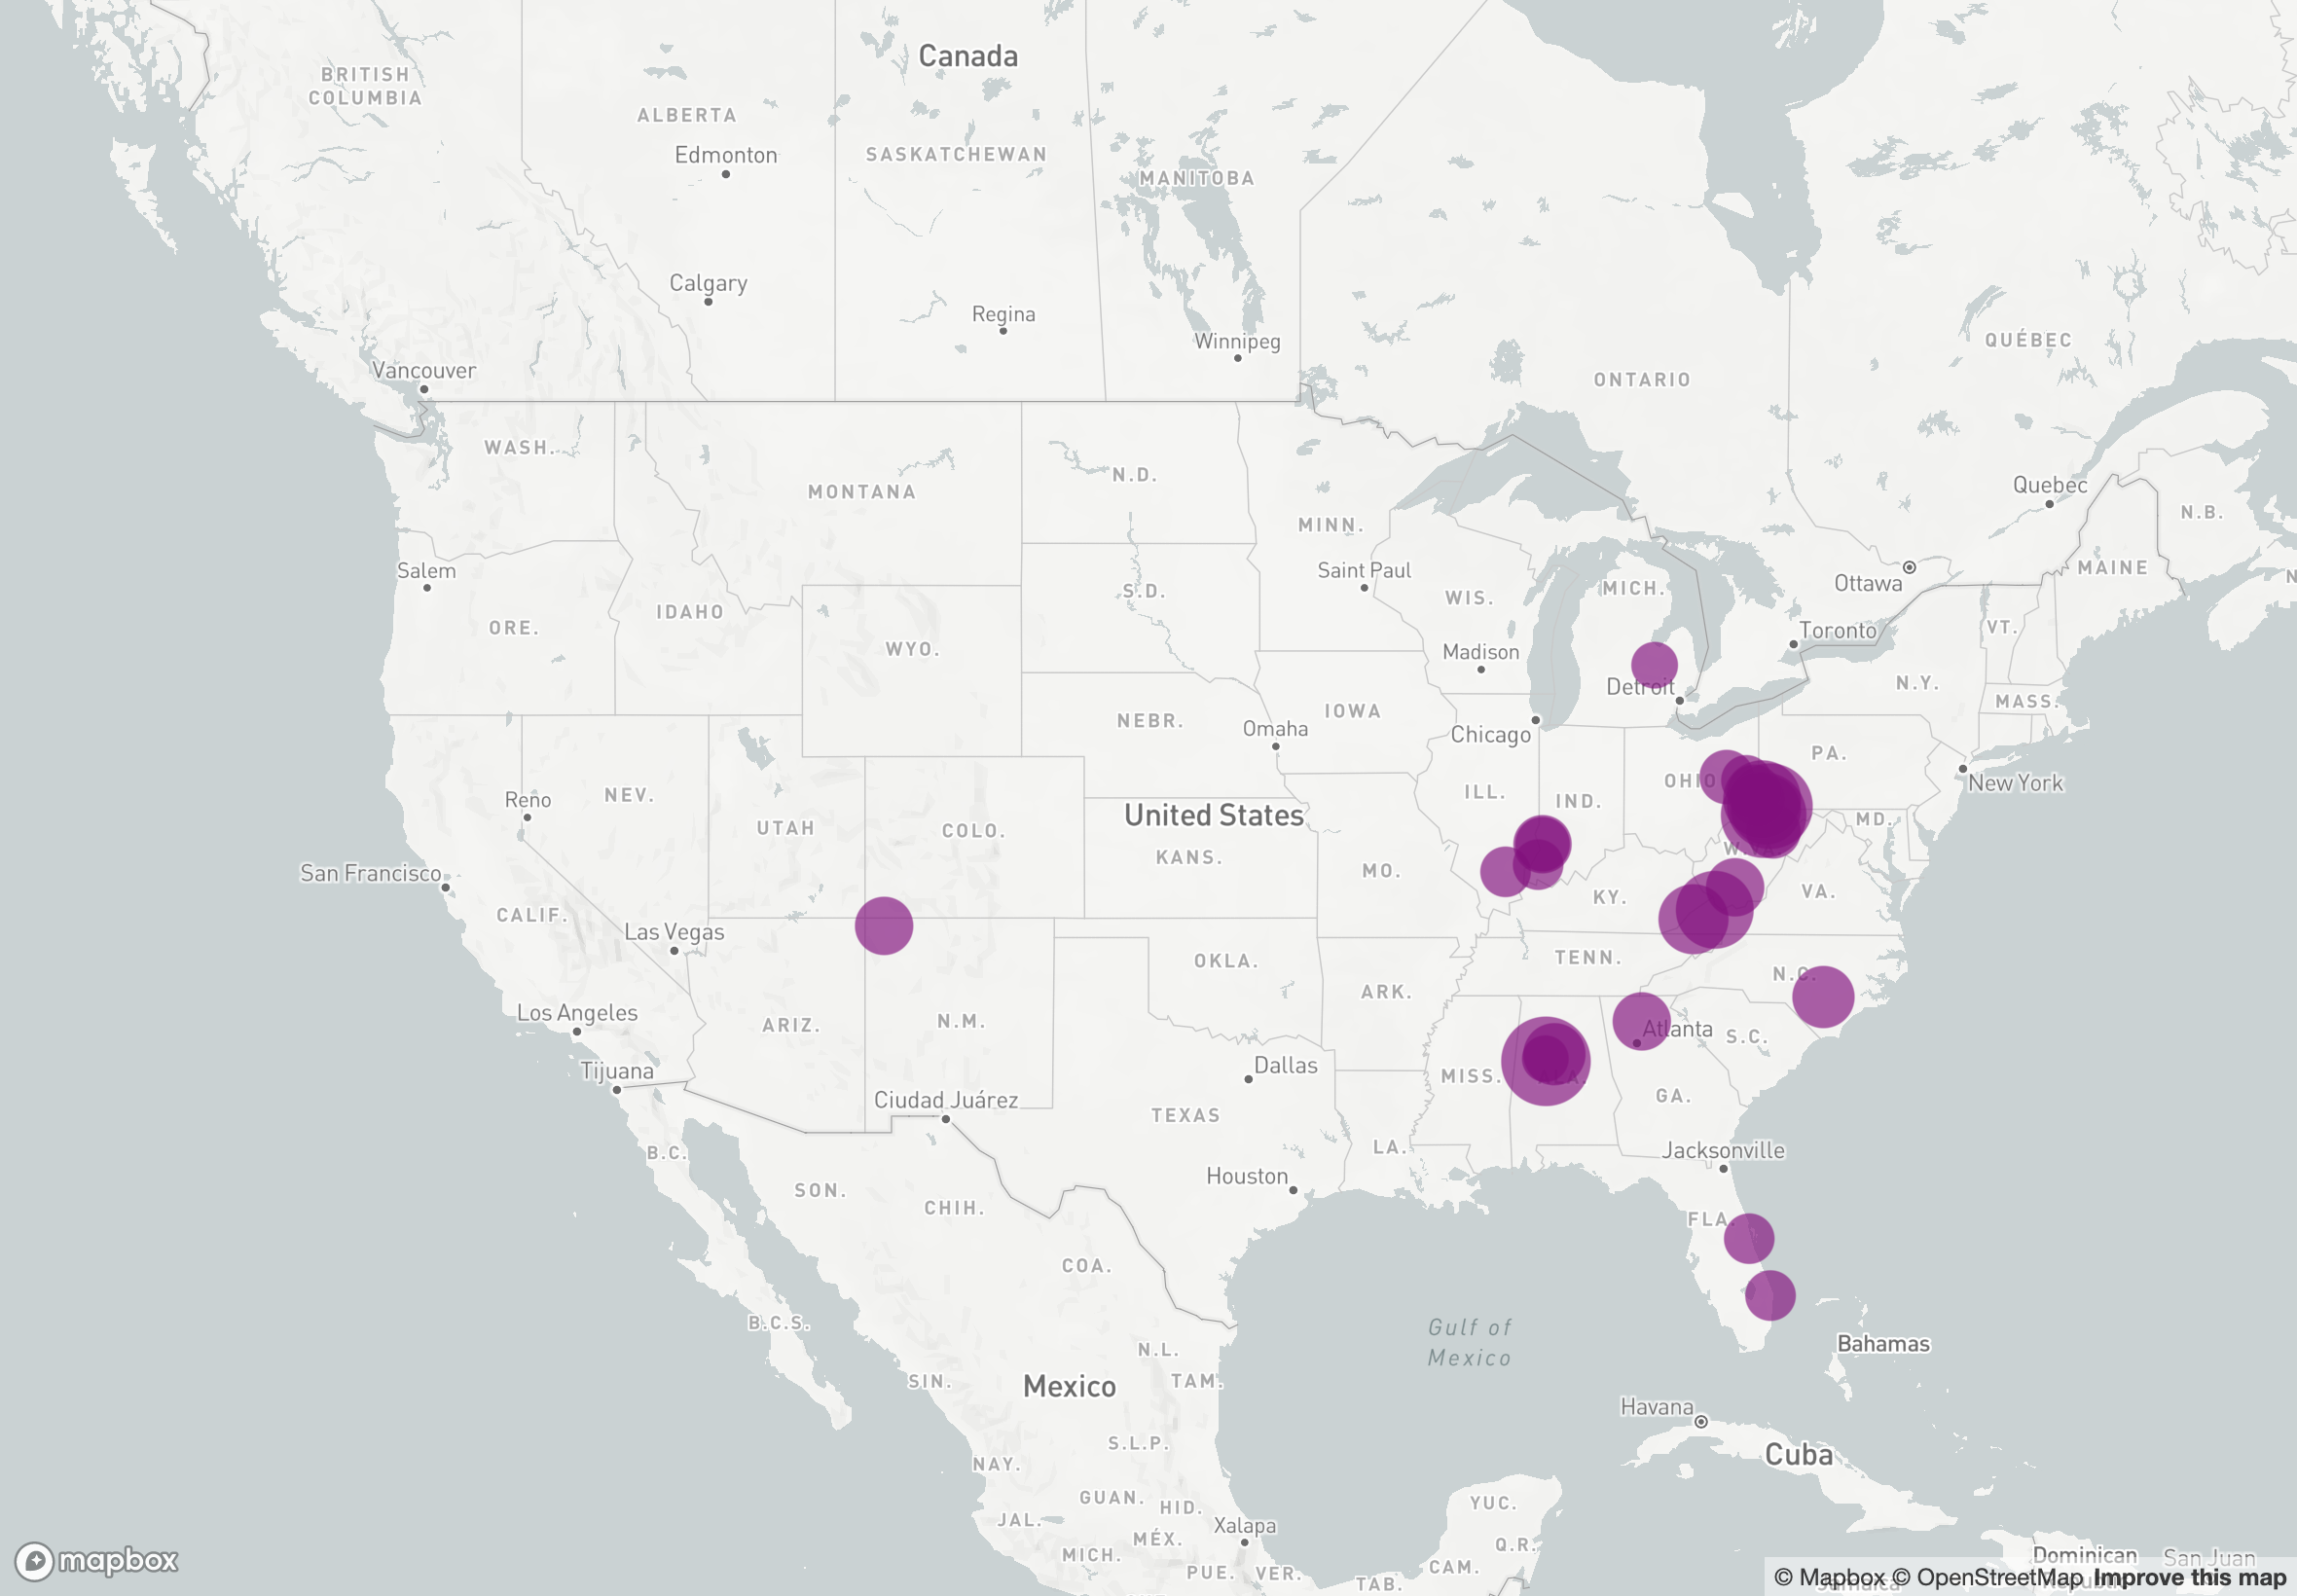 Canada
BRITISH
COLUMBIA
ALBERTA
Edmonton
SASKATCHEWAN
MANITOBA
Calgary
Regina
Winnipeg
Vancouver
ONTARIO
QUÉBEC
WASH.
MONTANA
N.D.
MINN.
Quebec
N.B.
Salem
ORE.
IDAHO
S.D.
Saint Paul
WIS.
MICH.
Ottawa
MAINE
WYO.
Madison
Toronto
VT.
Detroit
N.Y.
MASS.
NEBR.
Omaha
IOWA
Chicago
PA.
New York
Reno
NEV.
UTAH
COLO.
United States
KANS.
ILL.
IND.
OHIO
MD.
San Francisco
CALIF.
Las Vegas
MO.
KY.
VA.
OKLA.
ARK.
TENN.
N.C.
Los Angeles
ARIZ.
N.M.
Atlanta
S.C.
Tijuana
Dallas
MISS.
GA.
Ciudad Juárez
TEXAS
B.C.
LA.
Jacksonville
SON.
CHIH.
Houston
FLA.
COA.
B.C.S.
Gulf of
Mexico
N.L.
Bahamas
SIN.
Mexico
TAM.
Havana
S.L.P.
Cuba
NAY.
GUAN.
HID.
YUC.
JAL.
MÉX.
Xalapa
Q.R.
MICH.
PUE.
VER.
CAM.
TAB.
Dominican
San Juan
mapbox
© Mapbox © OpenStreetMap Improve this map